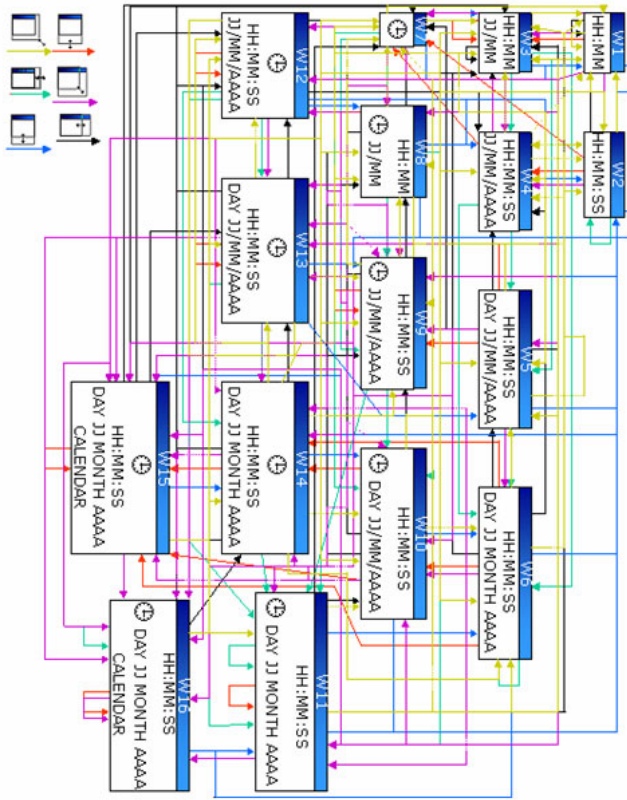 W1
HH:MM
W2
HH:MM:SS
W3
HH:MM
JJ/MM
W4
HH:MM:SS
JJ/MM/AAAA
W5
HH:MM:SS
DAY JJ/MM/AAAA
W6
HH:MM:SS
DAY JJ MONTH AAAA
W7
W8
HH:MM
JJ/MM
W9
HH:MM:SS
JJ/MM/AAAA
W10
HH:MM:SS
DAY JJ/MM/AAAA
W11
HH:MM:SS
DAY JJ MONTH AAAA
W12
HH:MM:SS
JJ/MM/AAAA
W13
HH:MM:SS
DAY JJ/MM/AAAA
W14
HH:MM:SS
DAY JJ MONTH AAAA
W15
HH:MM:SS
DAY JJ MONTH AAAA
CALENDAR
W16
HH:MM:SS
DAY JJ MONTH AAAA
CALENDAR